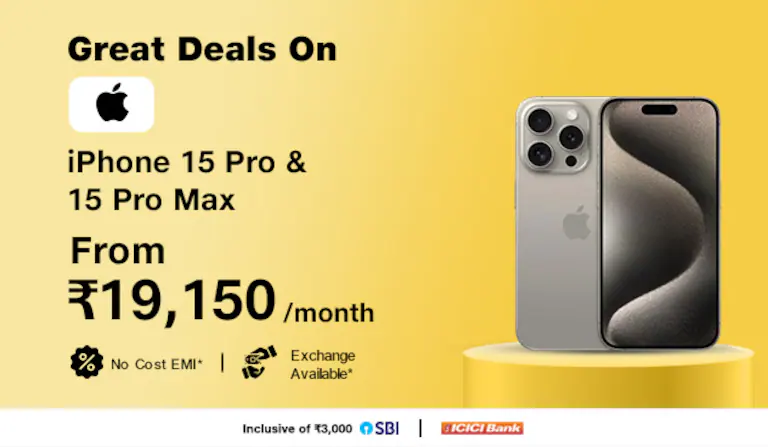 Great Deals On
iPhone 15 Pro &
15 Pro Max
From
₹19,150 /month
% No Cost EMI* | Exchange
Available*
Inclusive of ₹3,000 SBI | ICICI Bank